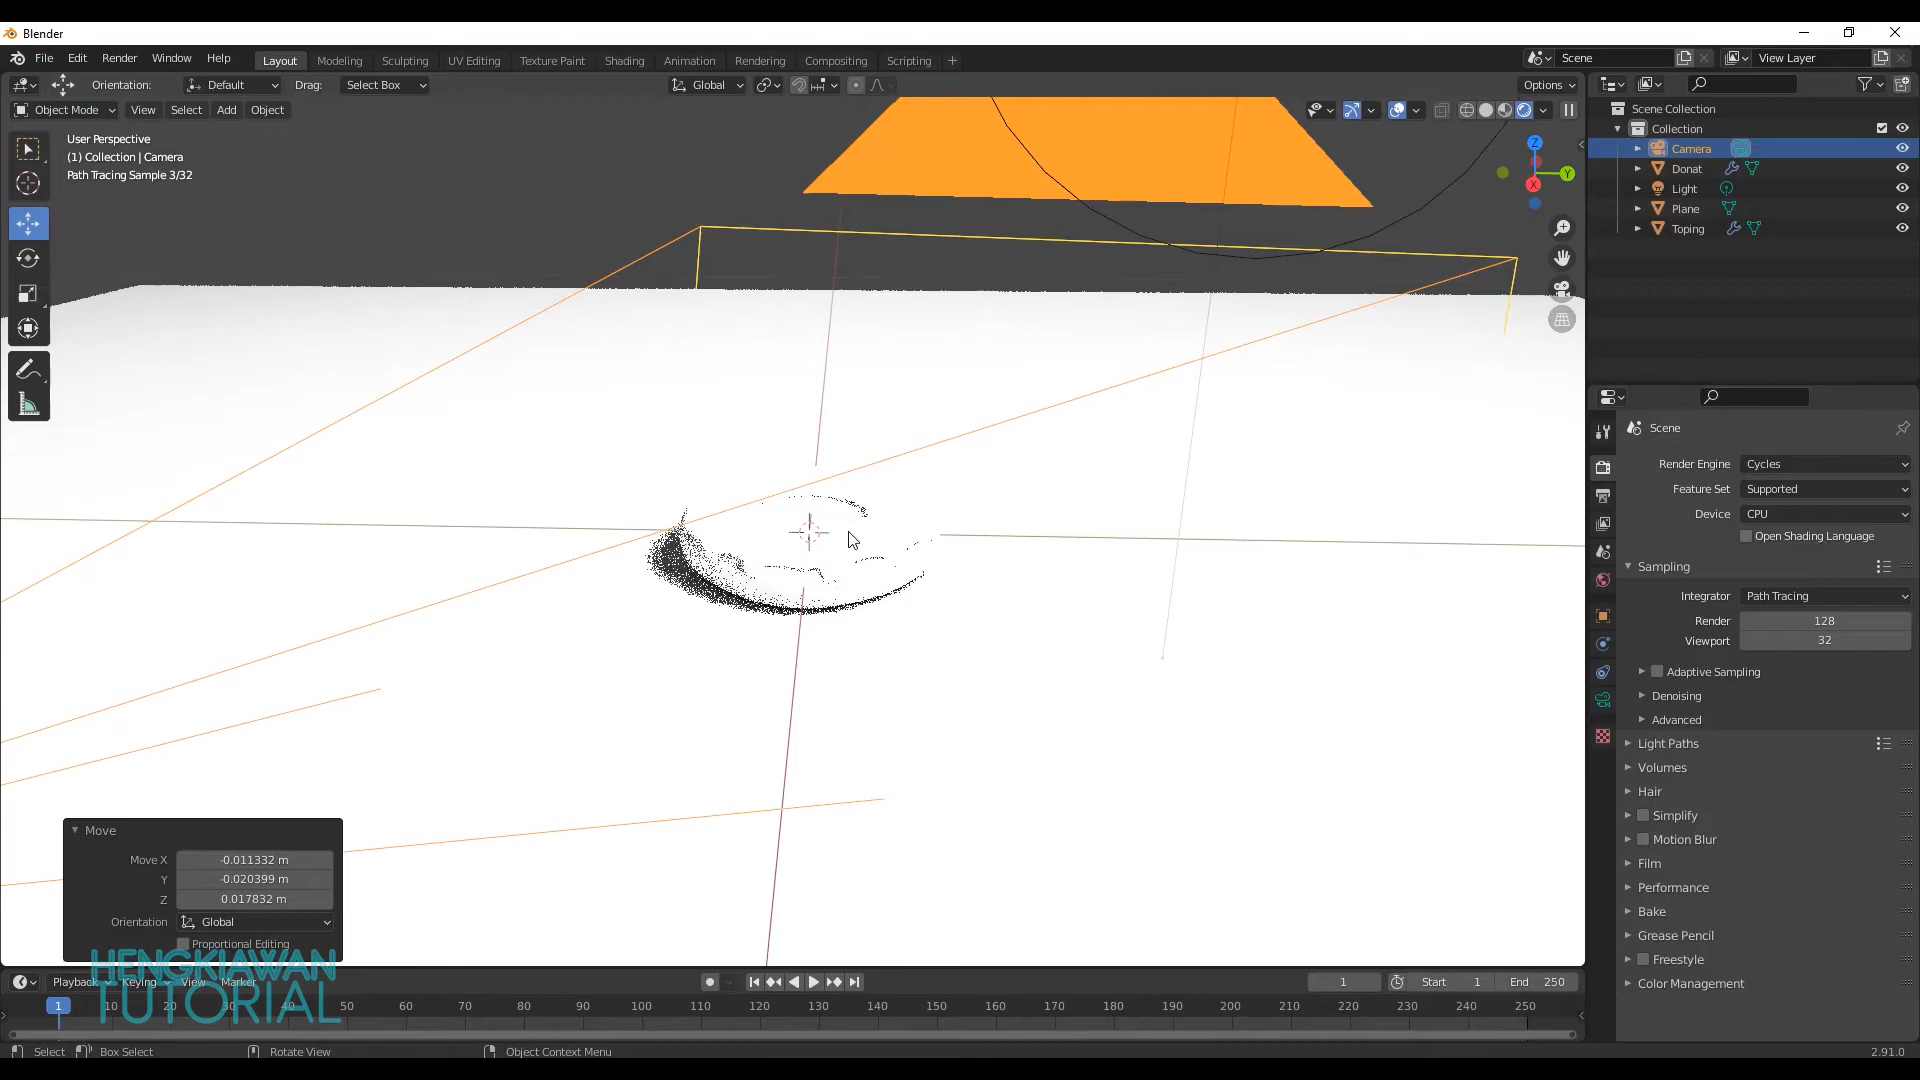 Blender
File Edit Render Window Help Layout Modeling Sculpting UV Editing Texture Paint Shading Animation Rendering Compositing Scripting + Scene View Layer
Orientation: Default Drag: Select Box Global Options
Object Mode View Select Add Object
User Perspective
(1) Collection | Camera
Path Tracing Sample 3/32
Z
Y
X
Scene Collection
Collection
Camera
Donat
Light
Plane
Toping
Scene
Render Engine Cycles
Feature Set Supported
Device CPU
Open Shading Language
Sampling
Integrator Path Tracing
Render 128
Viewport 32
Adaptive Sampling
Denoising
Advanced
Light Paths
Volumes
Hair
Simplify
Motion Blur
Film
Performance
Bake
Grease Pencil
Freestyle
Color Management
Move
Move X -0.011332 m
Y -0.020399 m
Z 0.017832 m
Orientation Global
Proportional Editing
HENGKIAWAN
TUTORIAL
Playback Keying View Marker 1 Start 1 End 250
1 10 20 30 40 50 60 70 80 90 100 110 120 130 140 150 160 170 180 190 200 210 220 230 240 250
Select Box Select Rotate View Object Context Menu 2.91.0